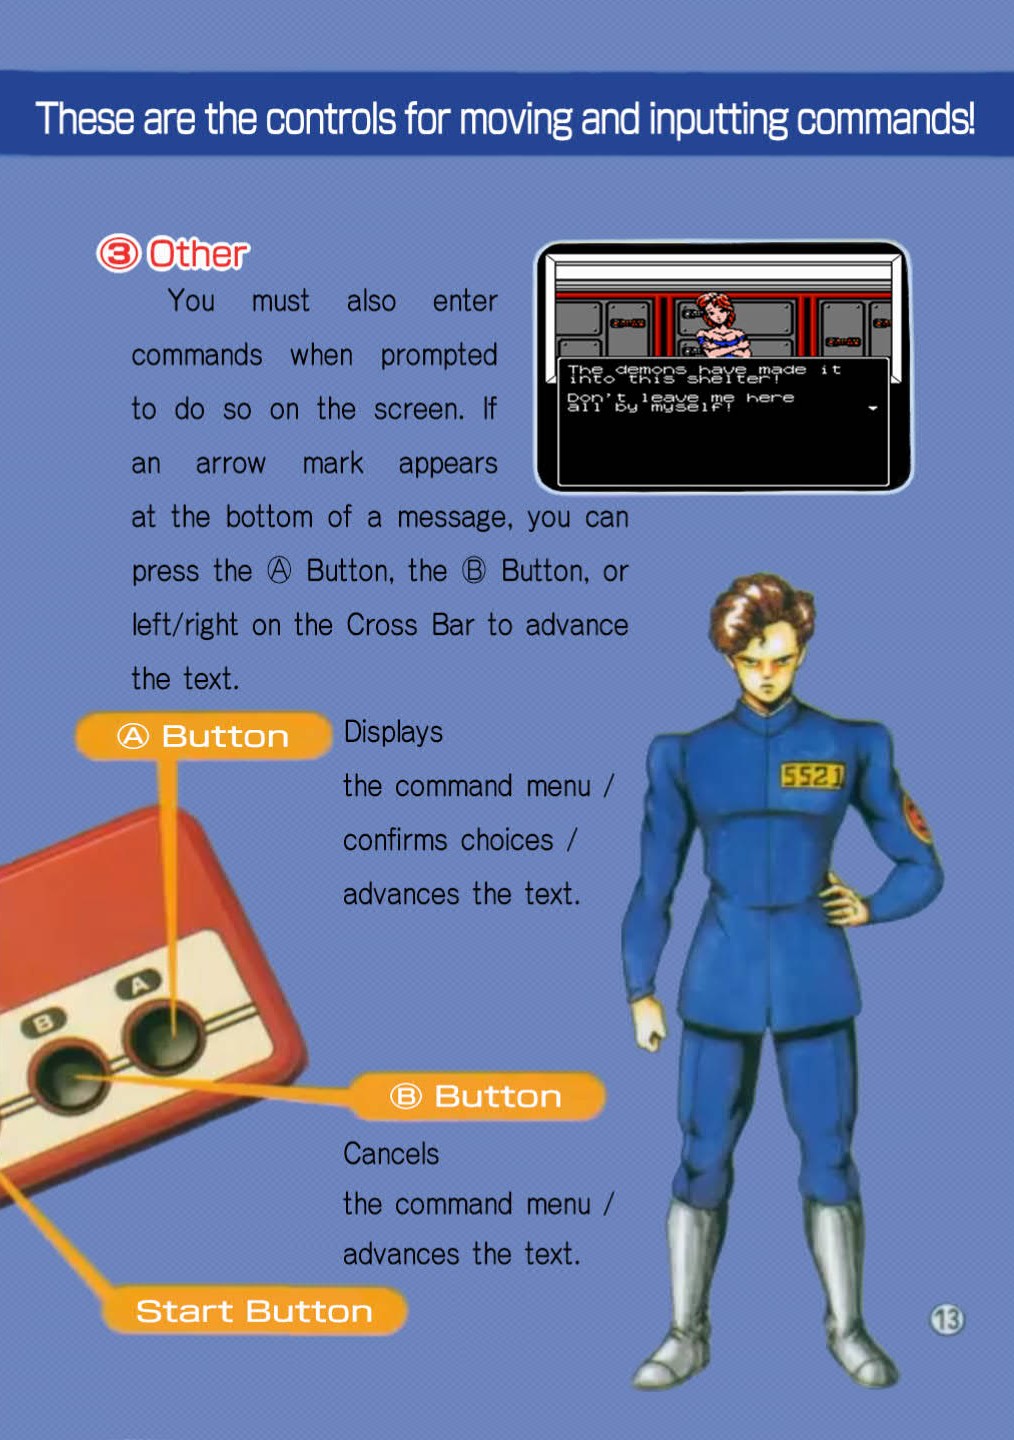 These are the controls for moving and inputting commands!
③ Other
You must also enter
commands when prompted
to do so on the screen. If
an arrow mark appears
at the bottom of a message, you can
press the Ⓐ Button, the Ⓑ Button, or
left/right on the Cross Bar to advance
the text.
The demons have made it
into this shelter!
Don't leave me here
all by myself!
Ⓐ Button
Displays
the command menu /
confirms choices /
advances the text.
5521
A
B
Ⓑ Button
Cancels
the command menu /
advances the text.
Start Button
13